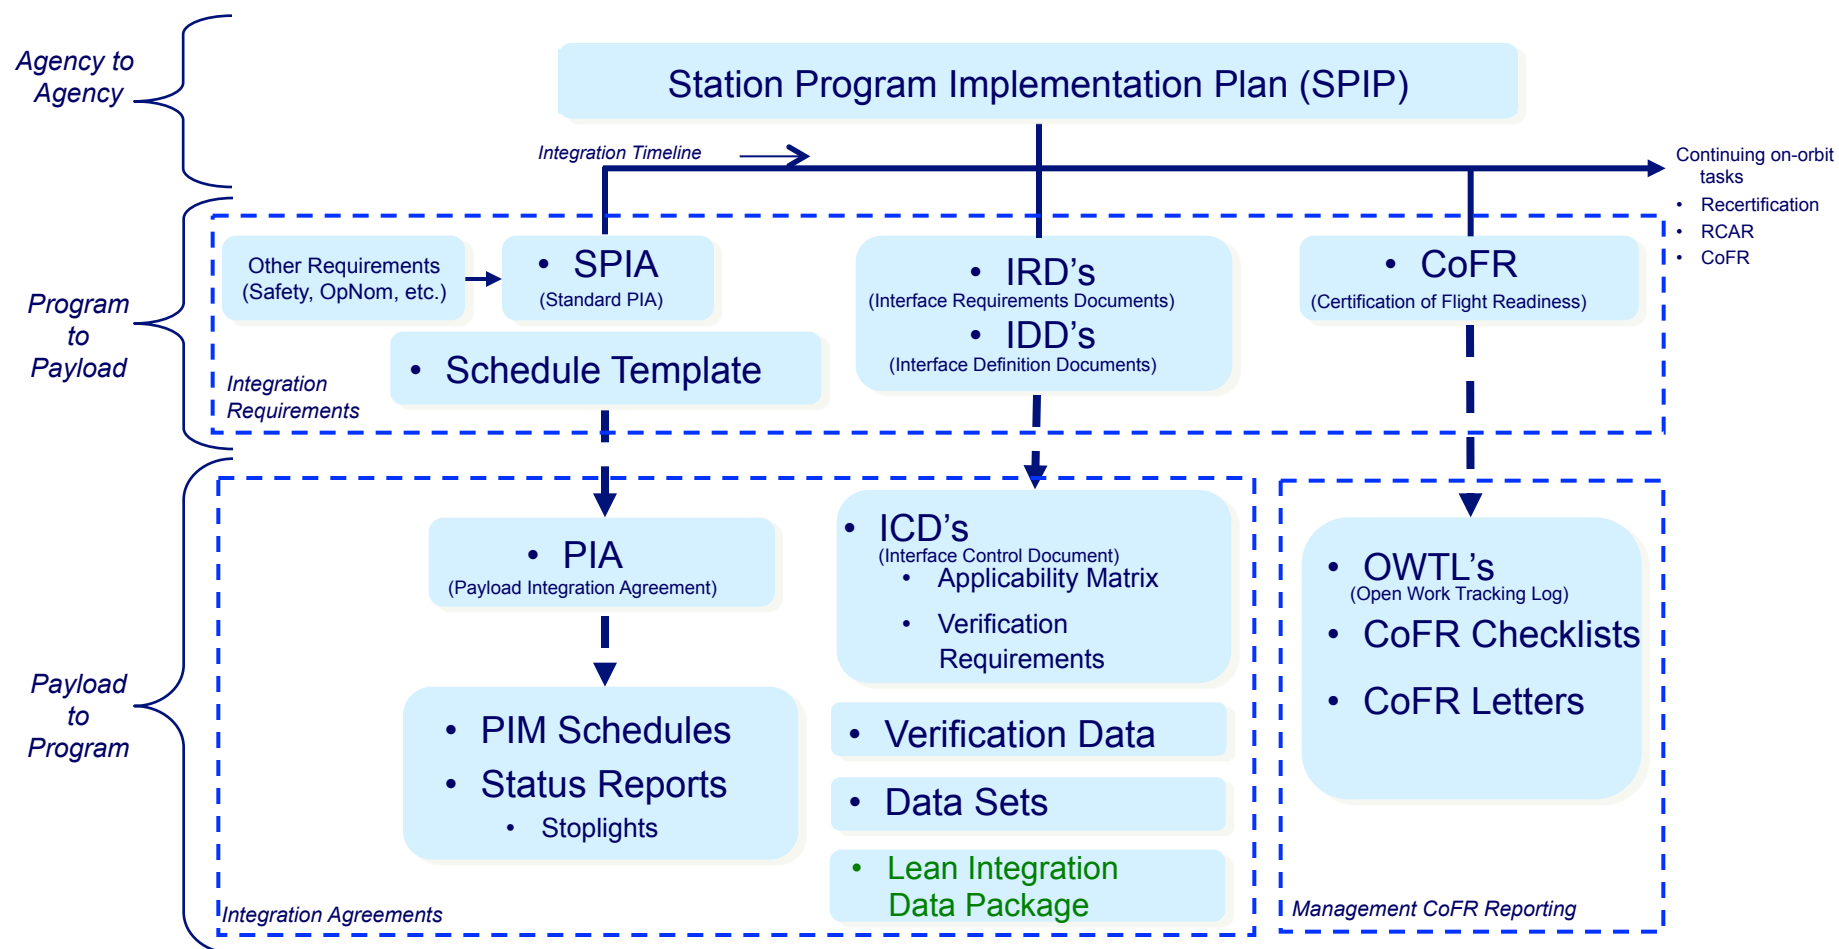 Agency to
Agency
Station Program Implementation Plan (SPIP)
Integration Timeline
Continuing on-orbit
tasks
• Recertification
• RCAR
• CoFR
Program
to
Payload
Other Requirements
(Safety, OpNom, etc.)
• SPIA
(Standard PIA)
• Schedule Template
Integration
Requirements
• IRD's
(Interface Requirements Documents)
• IDD's
(Interface Definition Documents)
• CoFR
(Certification of Flight Readiness)
Payload
to
Program
• PIA
(Payload Integration Agreement)
• PIM Schedules
• Status Reports
• Stoplights
• ICD's
(Interface Control Document)
• Applicability Matrix
• Verification
Requirements
• Verification Data
• Data Sets
• Lean Integration
Data Package
Integration Agreements
• OWTL's
(Open Work Tracking Log)
• CoFR Checklists
• CoFR Letters
Management CoFR Reporting